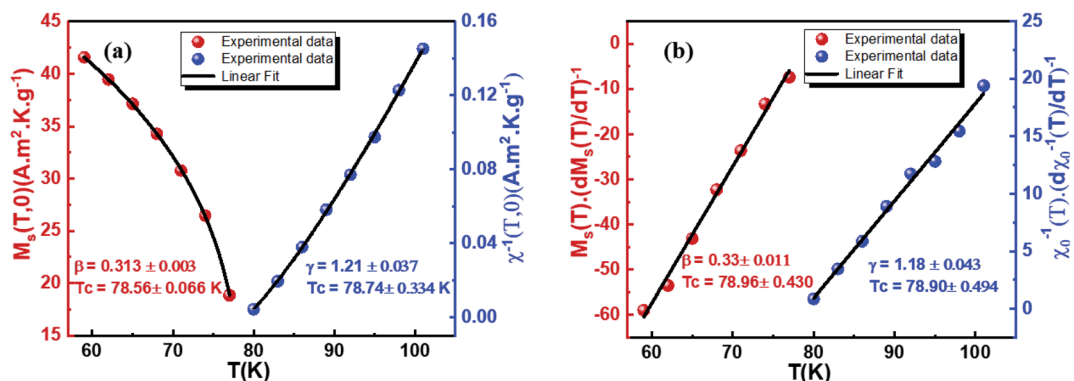 (a)
Experimental data
Experimental data
Linear Fit
45
40
35
30
25
20
15
Mₛ(T,0)(A.m².K.g⁻¹)
β = 0.313 ± 0.003
Tc = 78.56 ± 0.066 K
γ = 1.21 ± 0.037
Tc = 78.74± 0.334 K
0.16
0.12
0.08
0.04
0.00
χ⁻¹(T,0)(A.m².K.g⁻¹)
60 70 80 90 100
T(K)
(b)
Experimental data
Experimental data
Linear Fit
0
-10
-20
-30
-40
-50
-60
Mₛ(T).(dMₛ(T)/dT)⁻¹
β = 0.33± 0.011
Tc = 78.96± 0.430
γ = 1.18 ± 0.043
Tc = 78.90± 0.494
25
20
15
10
5
0
χ₀⁻¹(T).(dχ₀⁻¹(T)/dT)⁻¹
60 70 80 90 100
T(K)